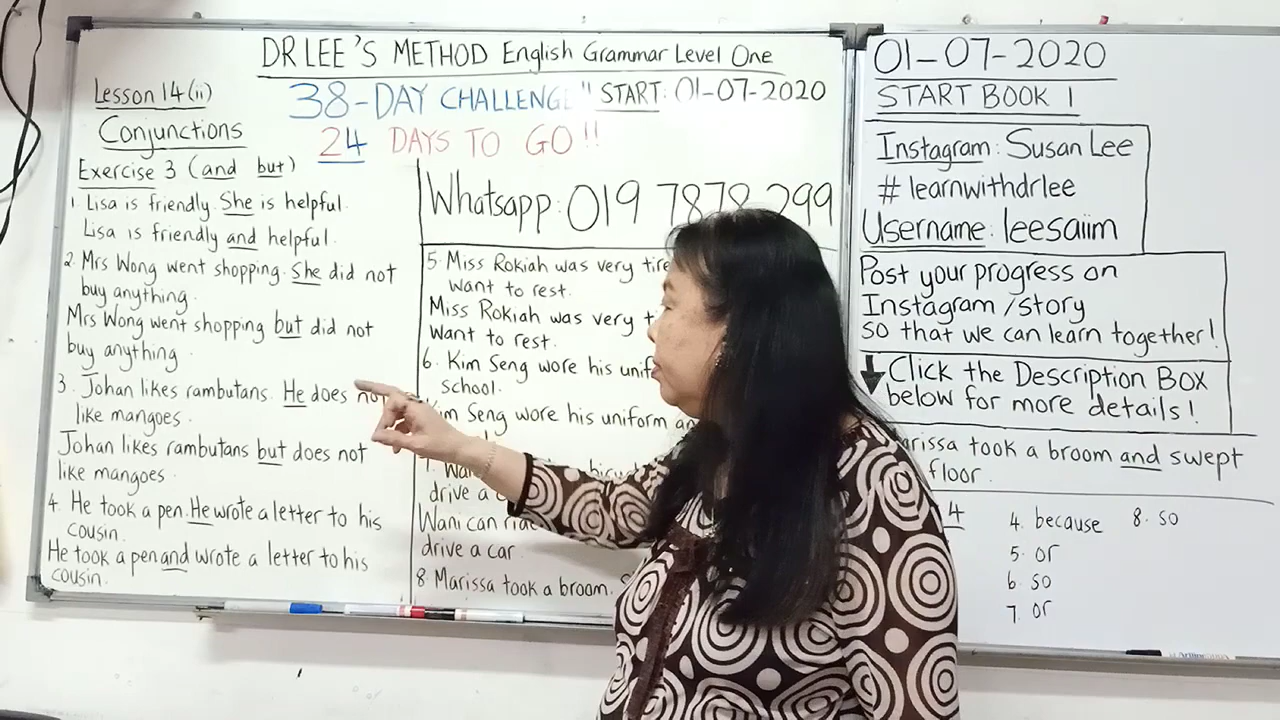 DR LEE'S METHOD English Grammar Level One
Lesson 14(ii)
Conjunctions
38-DAY CHALLENGE!! START: 01-07-2020
24 DAYS TO GO!!
Exercise 3 (and but)
1. Lisa is friendly. She is helpful.
Lisa is friendly and helpful.
2. Mrs Wong went shopping. She did not
buy anything.
Mrs Wong went shopping but did not
buy anything.
3. Johan likes rambutans. He does not
like mangoes.
Johan likes rambutans but does not
like mangoes.
4. He took a pen. He wrote a letter to his
cousin.
He took a pen and wrote a letter to his
cousin.
Whatsapp: 019 7878 299
5. Miss Rokiah was very
want to rest.
Miss Rokiah was very
want to rest.
6. Kim Seng wore his
school.
Kim Seng wore his uniform
drive a
Wani can
drive a car.
8. Marissa took a broom.
01-07-2020
START BOOK 1
Instagram: Susan Lee
# learnwithdrlee
Username: leesaiim
Post your progress on
Instagram/story
so that we can learn together!
Click the Description Box
below for more details!
took a broom and swept
floor.
4
4. because
5. or
6. so
7. or
8. so